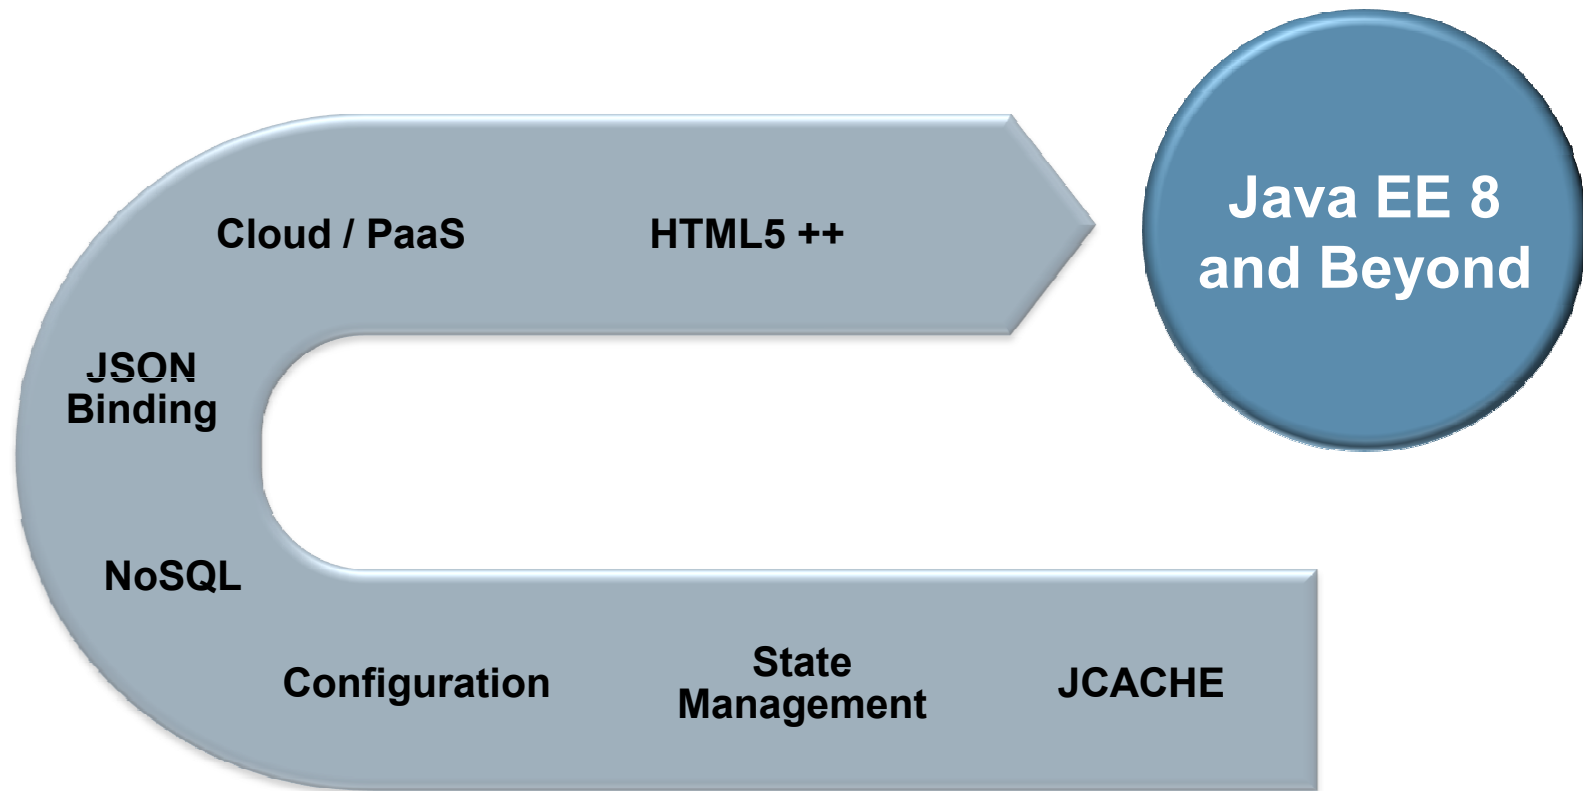 Java EE 8
and Beyond
Cloud / PaaS
HTML5 ++
JSON
Binding
NoSQL
Configuration
State
Management
JCACHE